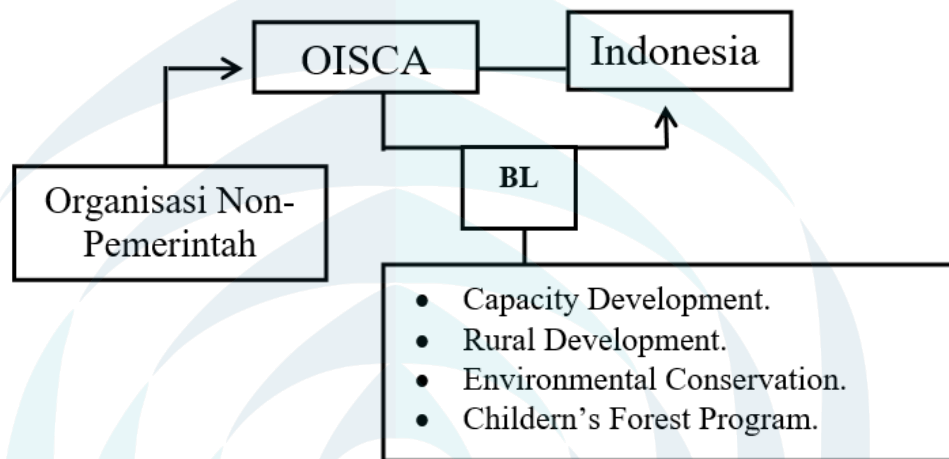 OISCA
Indonesia
Organisasi Non-
Pemerintah
BL
• Capacity Development.
• Rural Development.
• Environmental Conservation.
• Childern’s Forest Program.